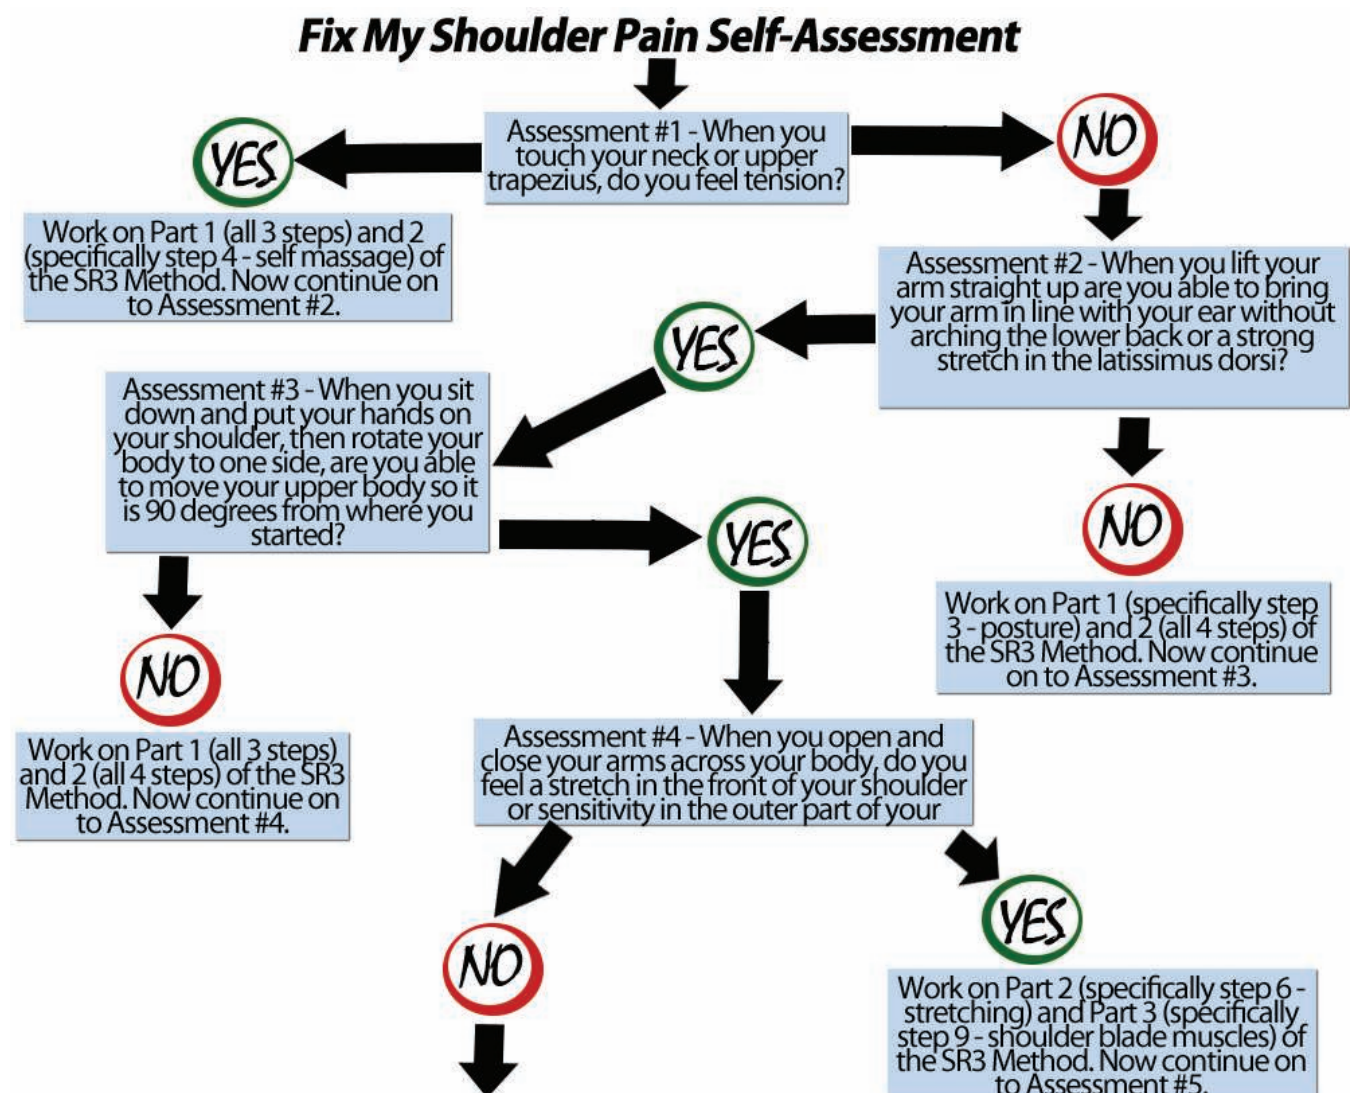 Fix My Shoulder Pain Self-Assessment
Assessment #1 - When you
touch your neck or upper
trapezius, do you feel tension?
YES
NO
Work on Part 1 (all 3 steps) and 2
(specifically step 4 - self massage) of
the SR3 Method. Now continue on
to Assessment #2.
Assessment #2 - When you lift your
arm straight up are you able to bring
your arm in line with your ear without
arching the lower back or a strong
stretch in the latissimus dorsi?
YES
NO
Work on Part 1 (specifically step
3 - posture) and 2 (all 4 steps) of
the SR3 Method. Now continue
on to Assessment #3.
Assessment #3 - When you sit
down and put your hands on
your shoulder, then rotate your
body to one side, are you able
to move your upper body so it
is 90 degrees from where you
started?
YES
NO
Work on Part 1 (all 3 steps)
and 2 (all 4 steps) of the SR3
Method. Now continue on
to Assessment #4.
Assessment #4 - When you open and
close your arms across your body, do you
feel a stretch in the front of your shoulder
or sensitivity in the outer part of your
NO
YES
Work on Part 2 (specifically step 6 -
stretching) and Part 3 (specifically
step 9 - shoulder blade muscles) of
the SR3 Method. Now continue on
to Assessment #5.